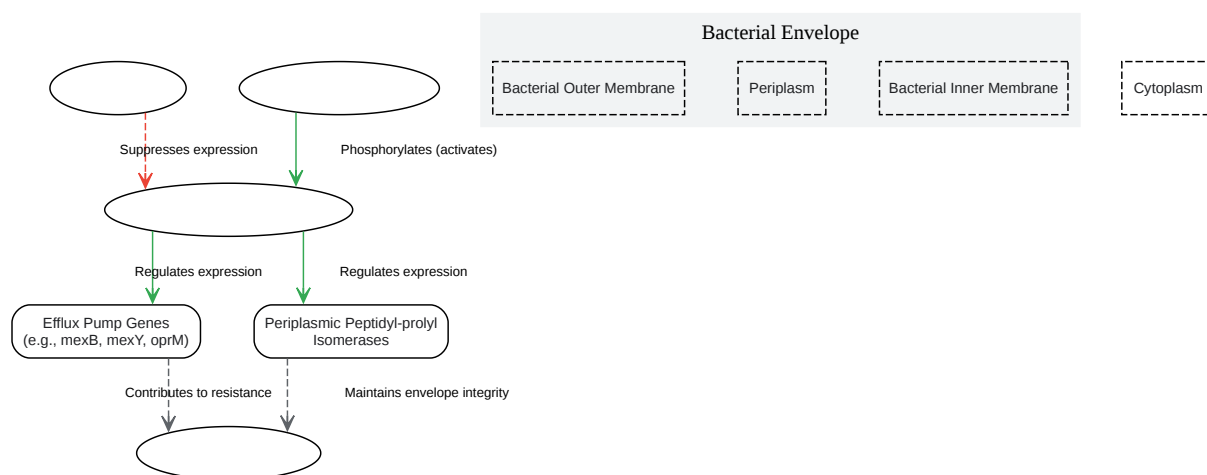 Bacterial Envelope
Bacterial Outer Membrane
Periplasm
Bacterial Inner Membrane
Cytoplasm
Suppresses expression
Phosphorylates (activates)
Regulates expression
Regulates expression
Efflux Pump Genes
(e.g., mexB, mexY, oprM)
Periplasmic Peptidyl-prolyl
Isomerases
Contributes to resistance
Maintains envelope integrity